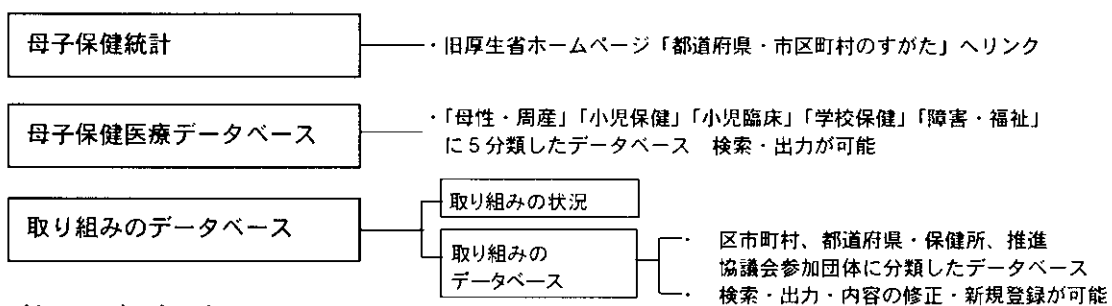 母子保健統計
・旧厚生省ホームページ「都道府県・市区町村のすがた」へリンク
母子保健医療データベース
・「母性・周産」「小児保健」「小児臨床」「学校保健」「障害・福祉」
に5分類したデータベース 検索・出力が可能
取り組みのデータベース
取り組みの状況
取り組みの
データベース
・ 区市町村、都道府県・保健所、推進
協議会参加団体に分類したデータベース
・ 検索・出力・内容の修正・新規登録が可能